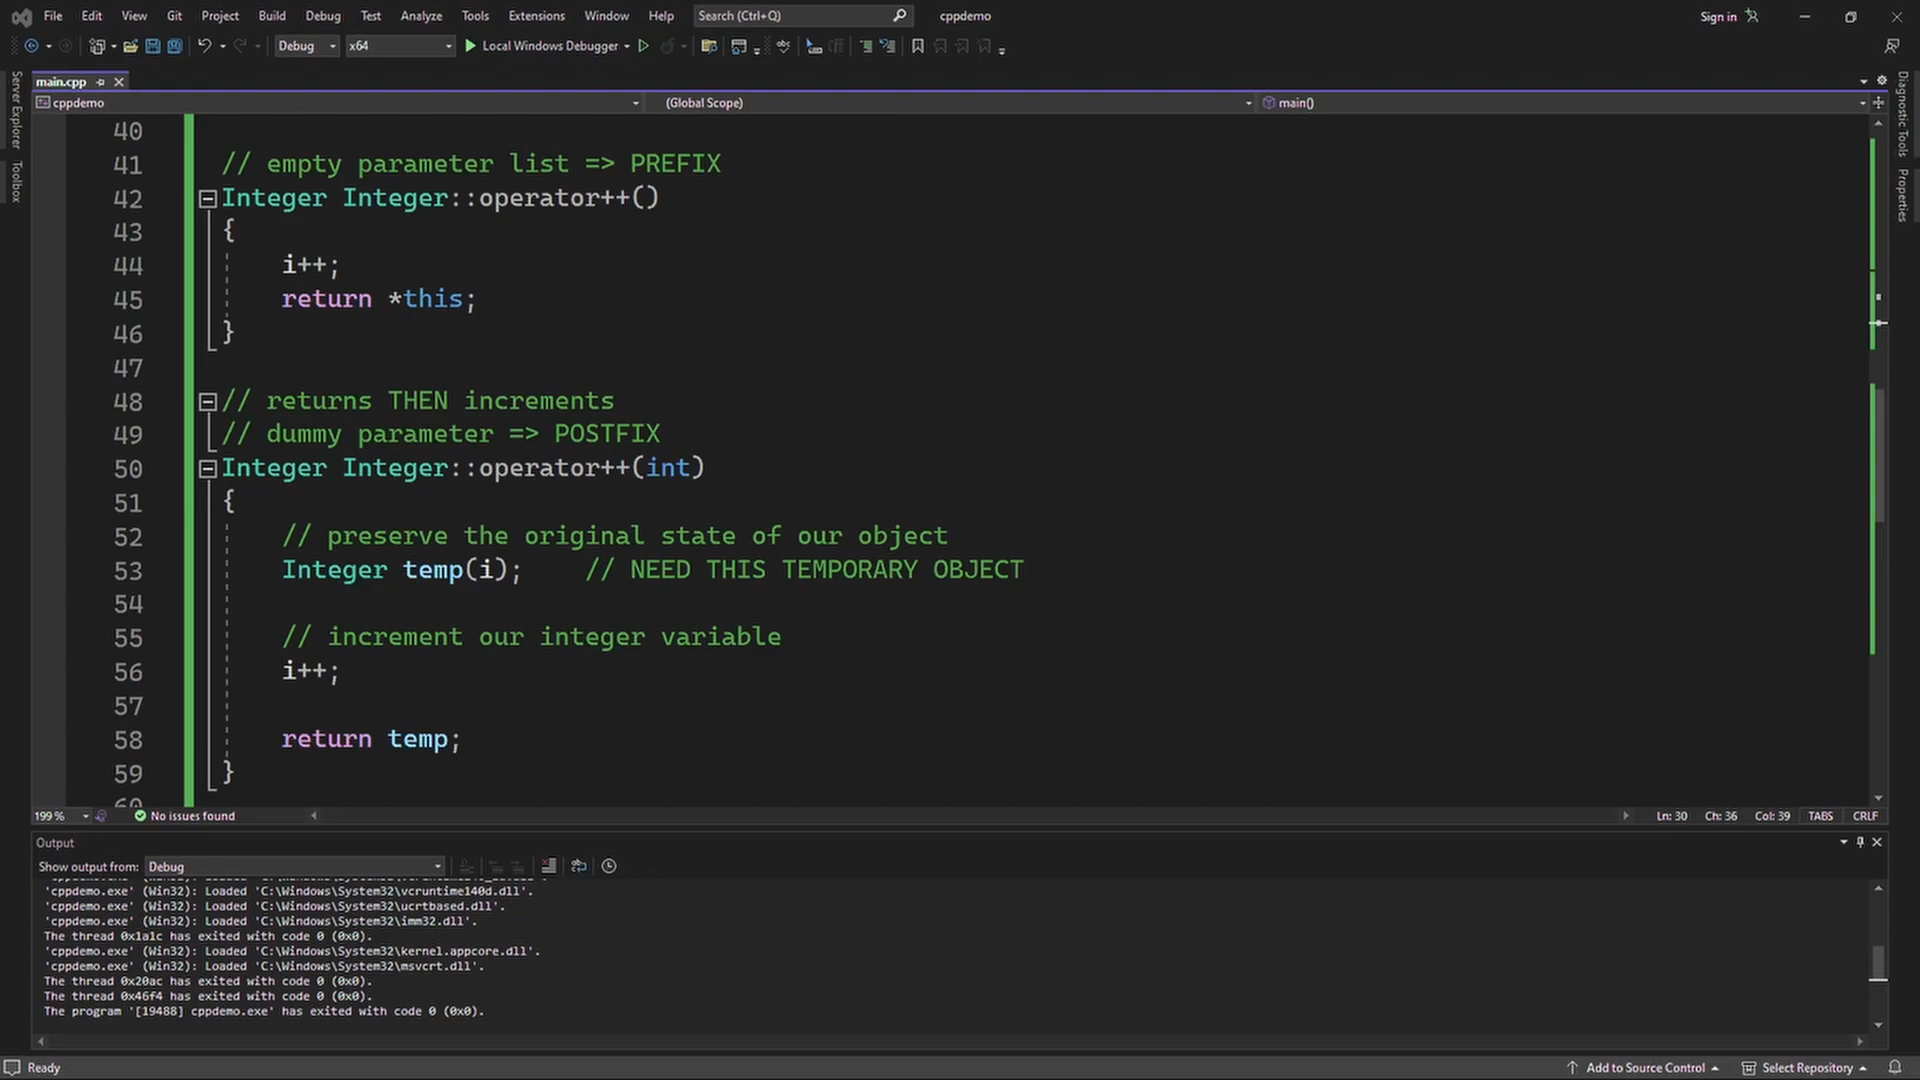 File Edit View Git Project Build Debug Test Analyze Tools Extensions Window Help Search (Ctrl+Q) cppdemo Sign in
Debug x64 Local Windows Debugger
Server Explorer
Toolbox
Diagnostic Tools
Properties
main.cpp
cppdemo (Global Scope) main()
40
41 // empty parameter list => PREFIX
42 Integer Integer::operator++()
43 {
44 i++;
45 return *this;
46 }
47
48 // returns THEN increments
49 // dummy parameter => POSTFIX
50 Integer Integer::operator++(int)
51 {
52 // preserve the original state of our object
53 Integer temp(i); // NEED THIS TEMPORARY OBJECT
54
55 // increment our integer variable
56 i++;
57
58 return temp;
59 }
60
199 % No issues found Ln: 30 Ch: 36 Col: 39 TABS CRLF
Output
Show output from: Debug
'cppdemo.exe' (Win32): Loaded 'C:\Windows\System32\vcruntime140d.dll'.
'cppdemo.exe' (Win32): Loaded 'C:\Windows\System32\ucrtbased.dll'.
'cppdemo.exe' (Win32): Loaded 'C:\Windows\System32\imm32.dll'.
The thread 0x1a1c has exited with code 0 (0x0).
'cppdemo.exe' (Win32): Loaded 'C:\Windows\System32\kernel.appcore.dll'.
'cppdemo.exe' (Win32): Loaded 'C:\Windows\System32\msvcrt.dll'.
The thread 0x20ac has exited with code 0 (0x0).
The thread 0x46f4 has exited with code 0 (0x0).
The program '[19488] cppdemo.exe' has exited with code 0 (0x0).
Ready Add to Source Control Select Repository